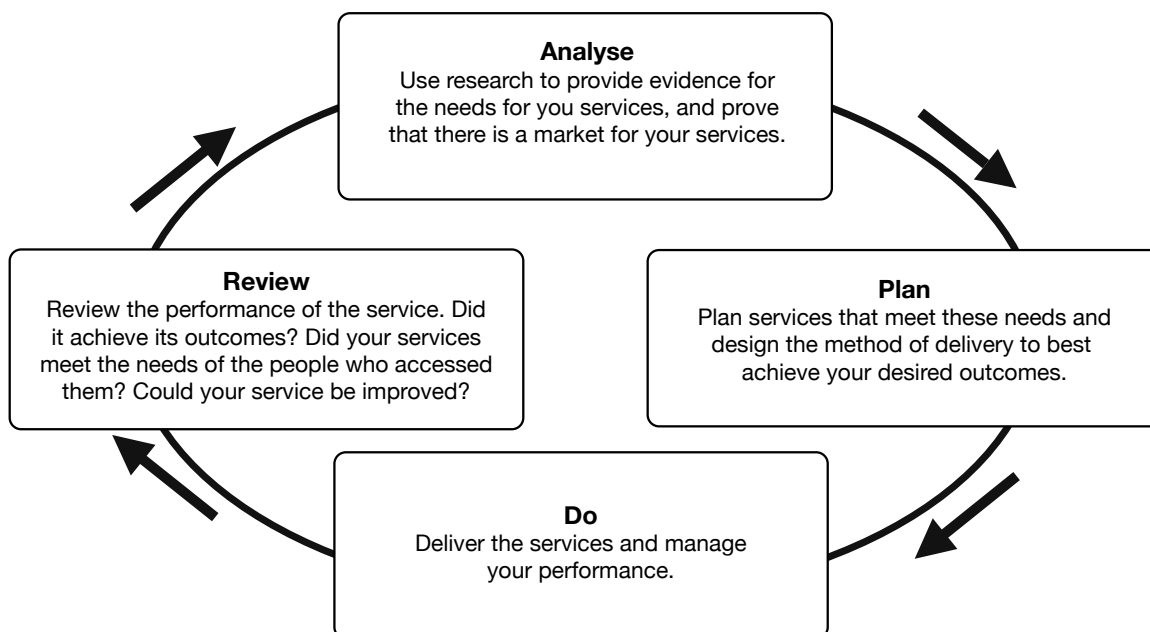 Analyse
Use research to provide evidence for
the needs for you services, and prove
that there is a market for your services.
Plan
Plan services that meet these needs and
design the method of delivery to best
achieve your desired outcomes.
Do
Deliver the services and manage
your performance.
Review
Review the performance of the service. Did
it achieve its outcomes? Did your services
meet the needs of the people who accessed
them? Could your service be improved?